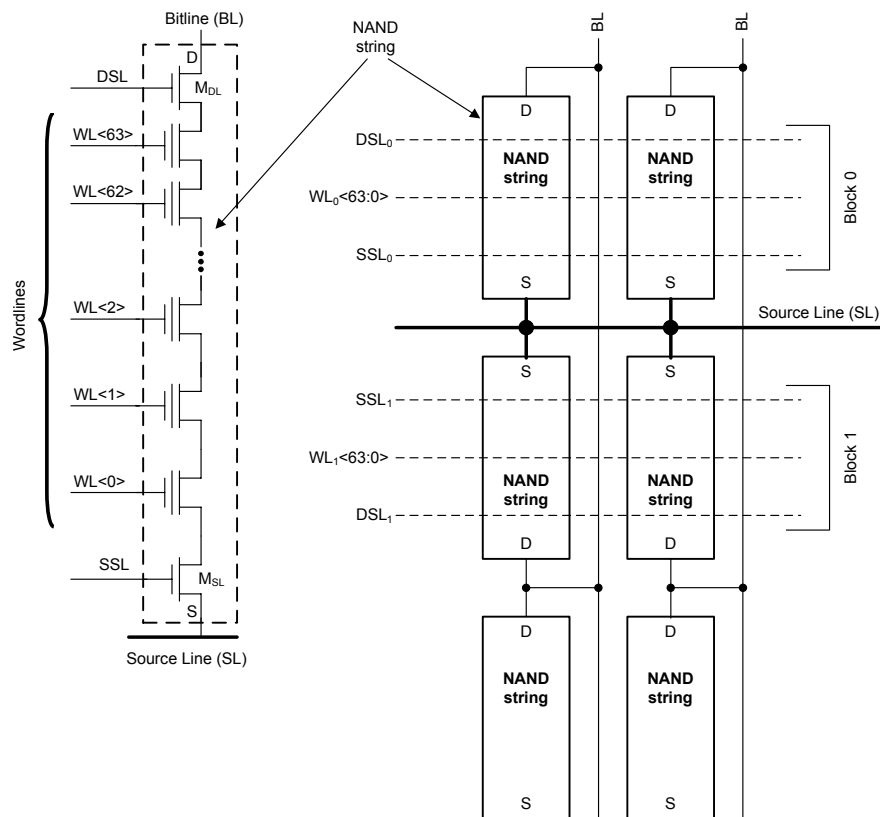 Bitline (BL)
D
DSL
M_DL
WL<63>
WL<62>
WL<2>
WL<1>
WL<0>
SSL
M_SL
S
Source Line (SL)
Wordlines
NAND
string
BL
BL
D
D
DSL₀
NAND
string
NAND
string
WL₀<63:0>
SSL₀
S
S
Block 0
Source Line (SL)
S
S
SSL₁
WL₁<63:0>
NAND
string
NAND
string
DSL₁
D
D
Block 1
D
D
NAND
string
NAND
string
S
S